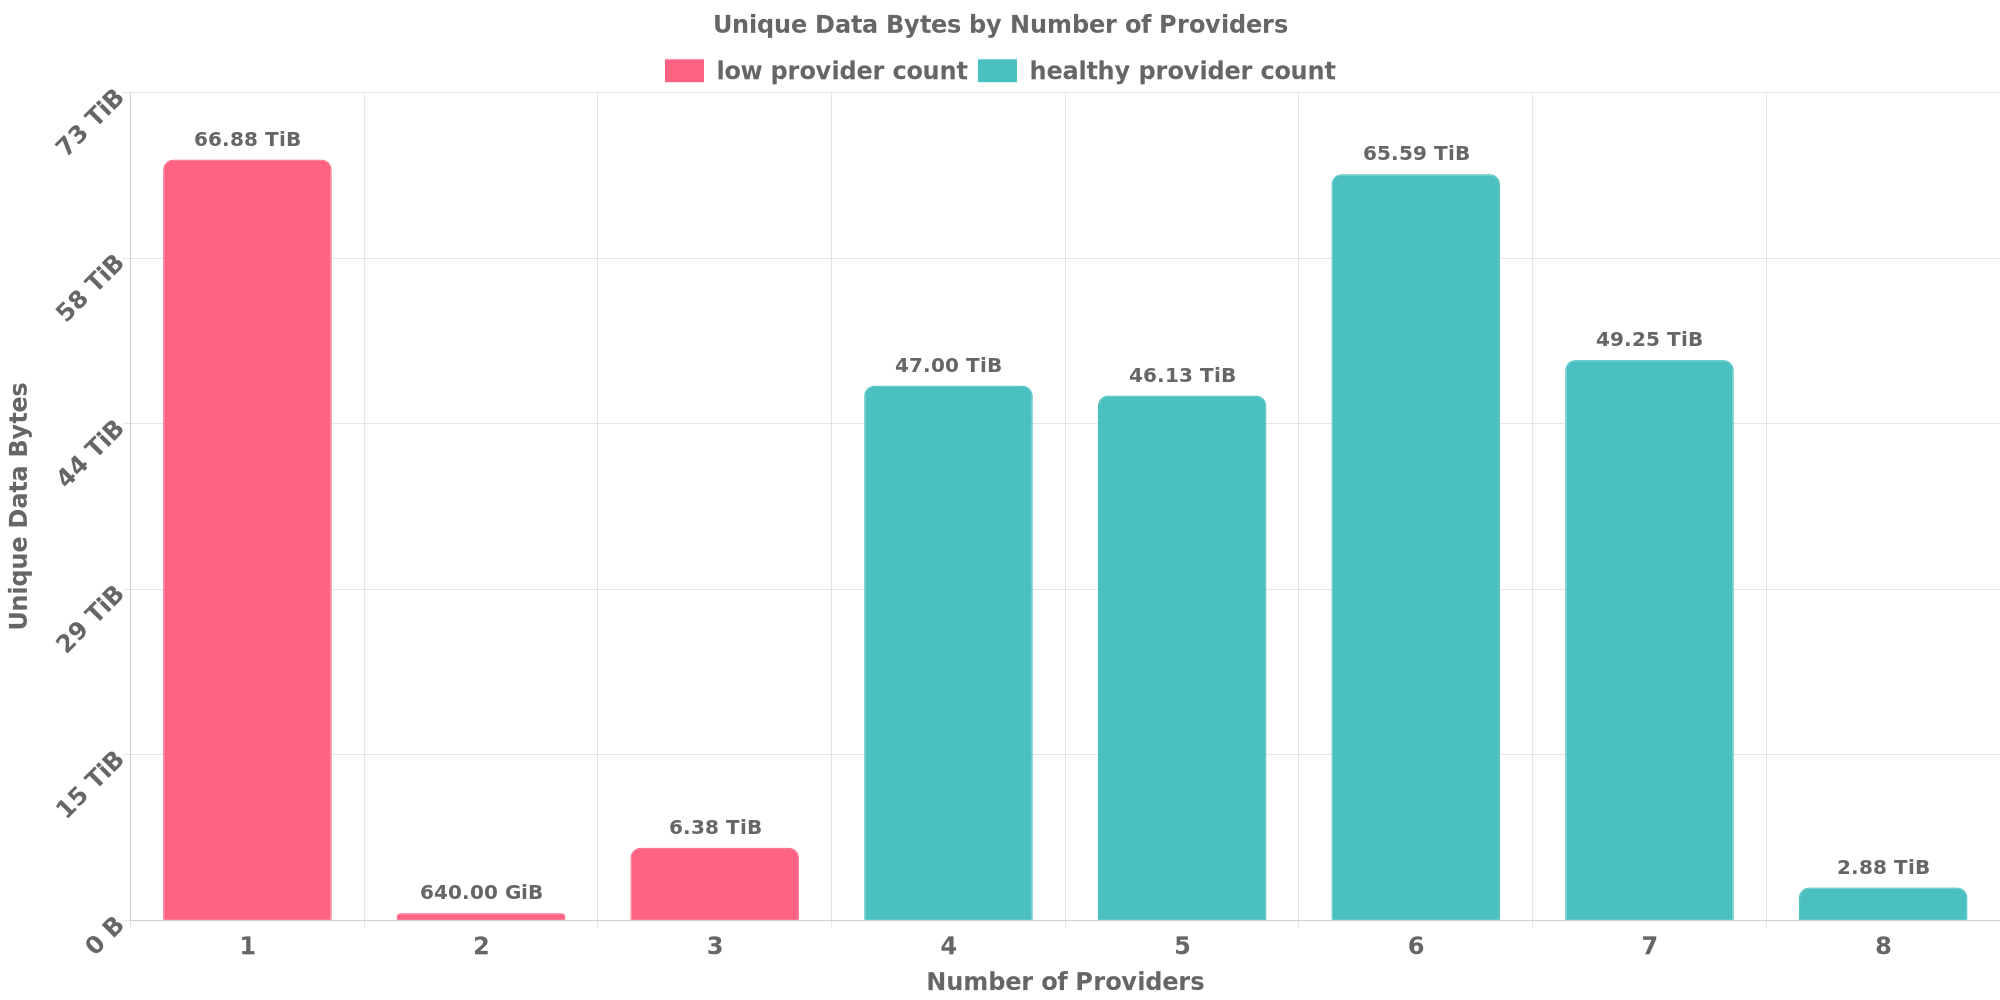 Unique Data Bytes by Number of Providers
low provider count healthy provider count
73 TiB
58 TiB
44 TiB
29 TiB
15 TiB
0 B
Unique Data Bytes
66.88 TiB
640.00 GiB
6.38 TiB
47.00 TiB
46.13 TiB
65.59 TiB
49.25 TiB
2.88 TiB
1 2 3 4 5 6 7 8
Number of Providers